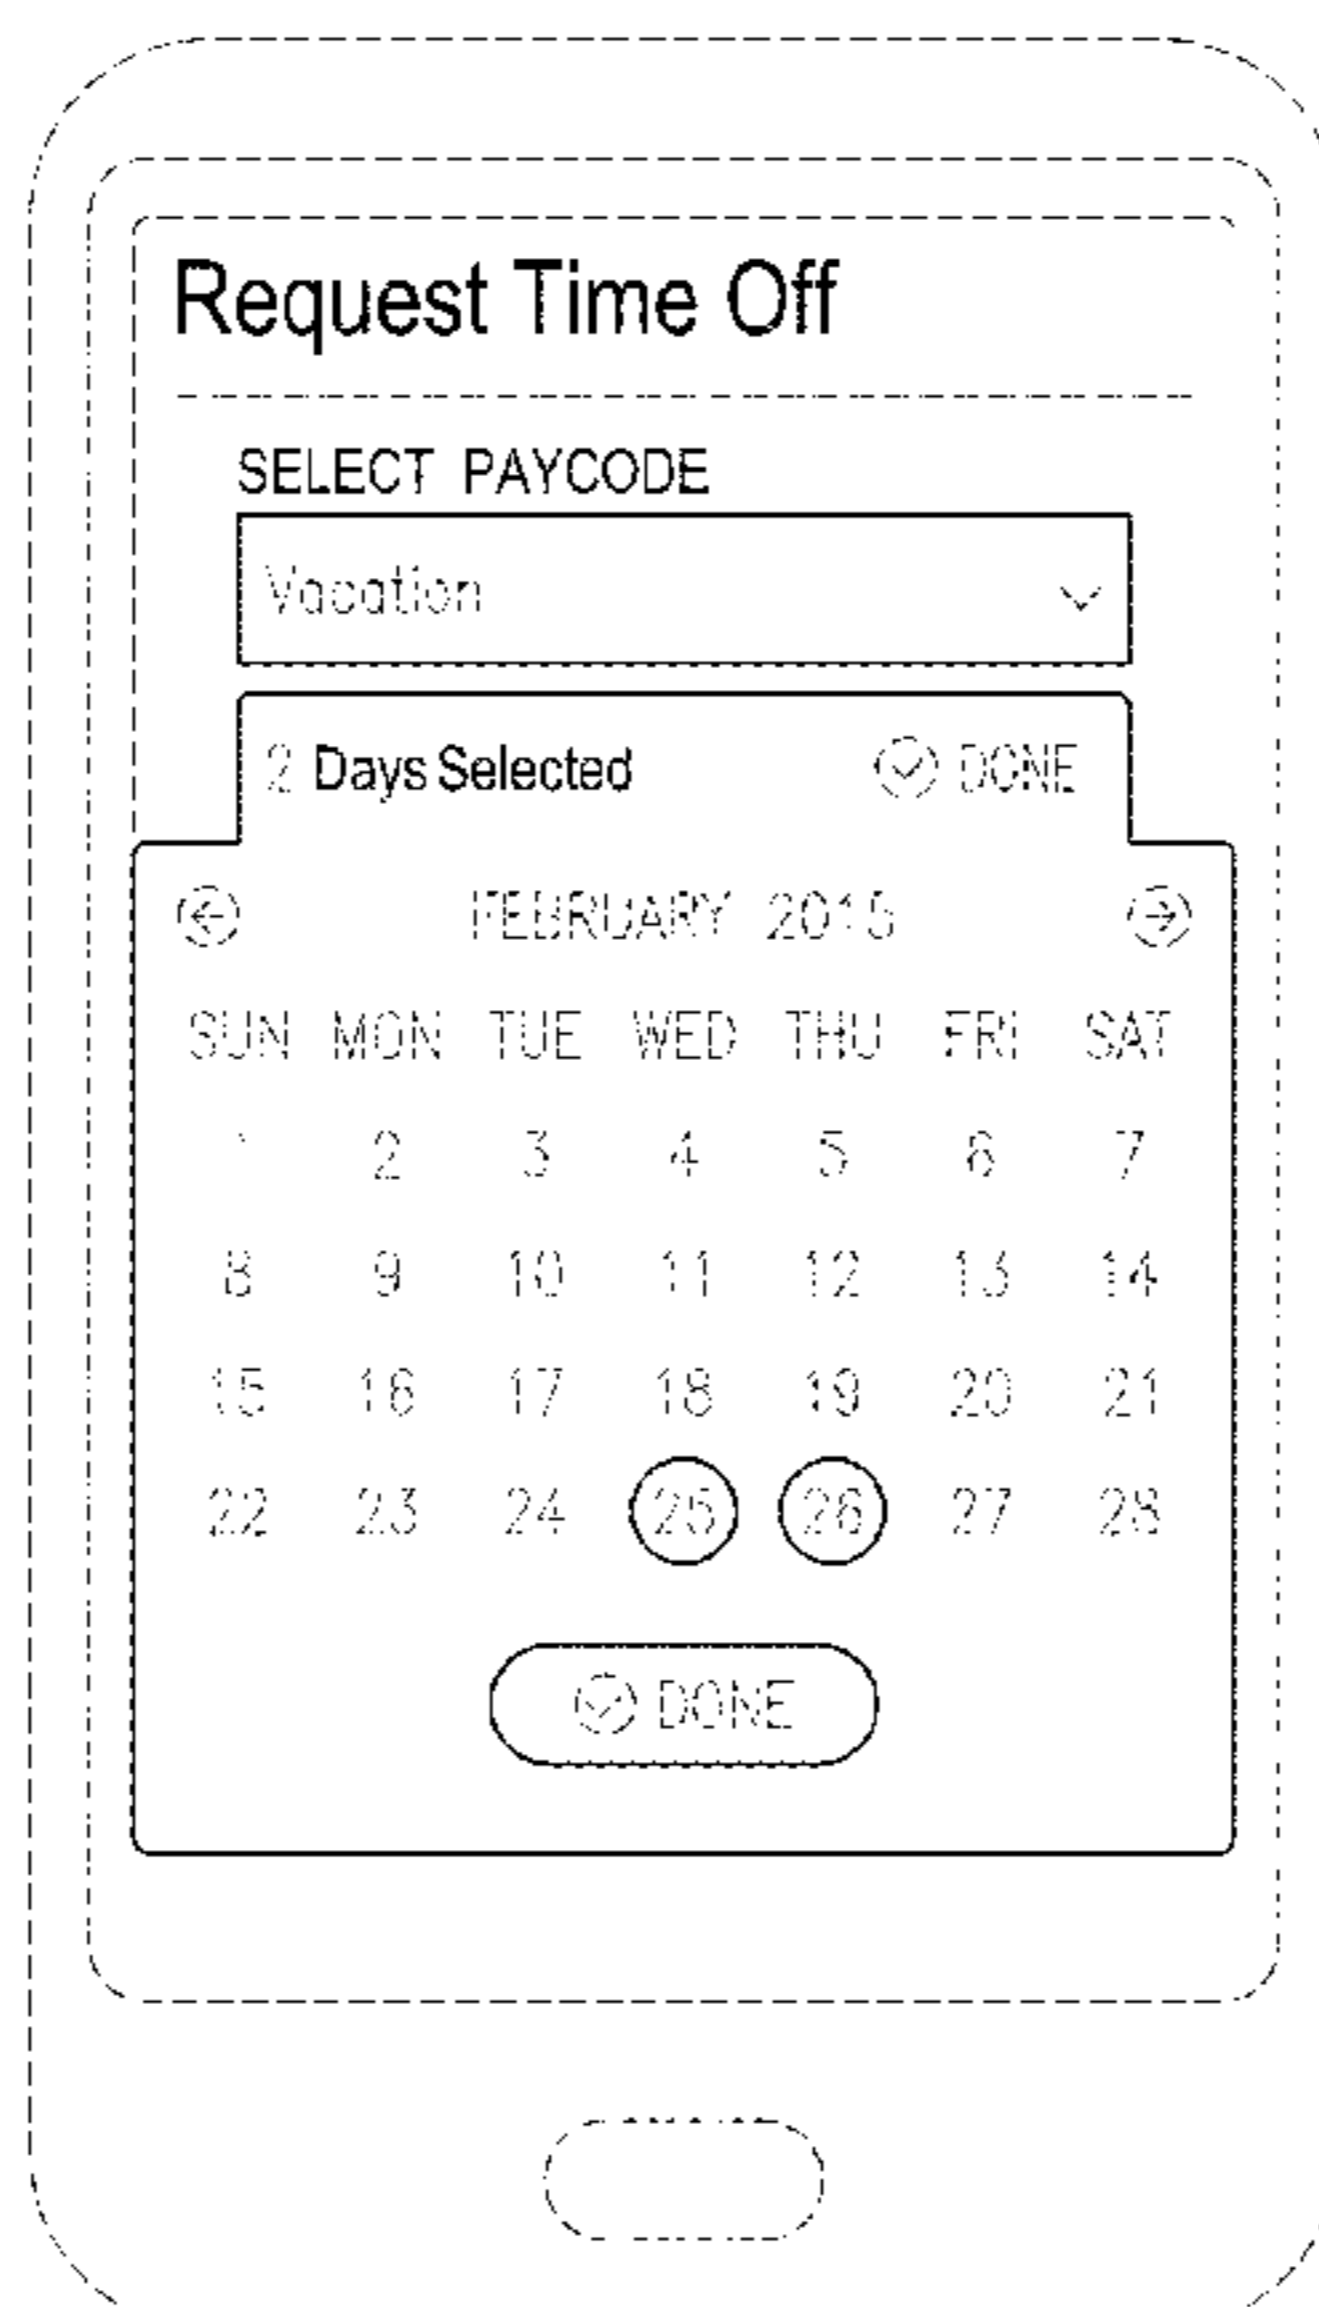 Request Time Off
SELECT PAYCODE
Vacation
2 Days Selected DONE
FEBRUARY 2015
SUN MON TUE WED THU FRI SAT
1 2 3 4 5 6 7
8 9 10 11 12 13 14
15 16 17 18 19 20 21
22 23 24 25 26 27 28
DONE